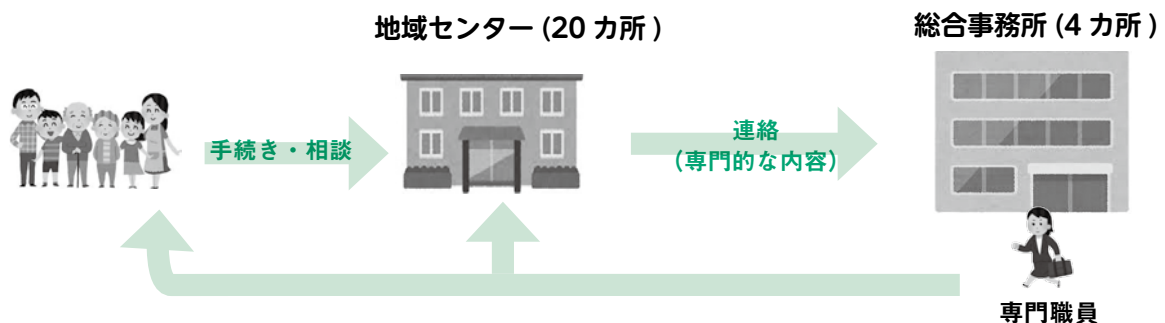 地域センター (20 カ所 )
総合事務所 (4 カ所 )
手続き・相談
連絡
（専門的な内容）
専門職員